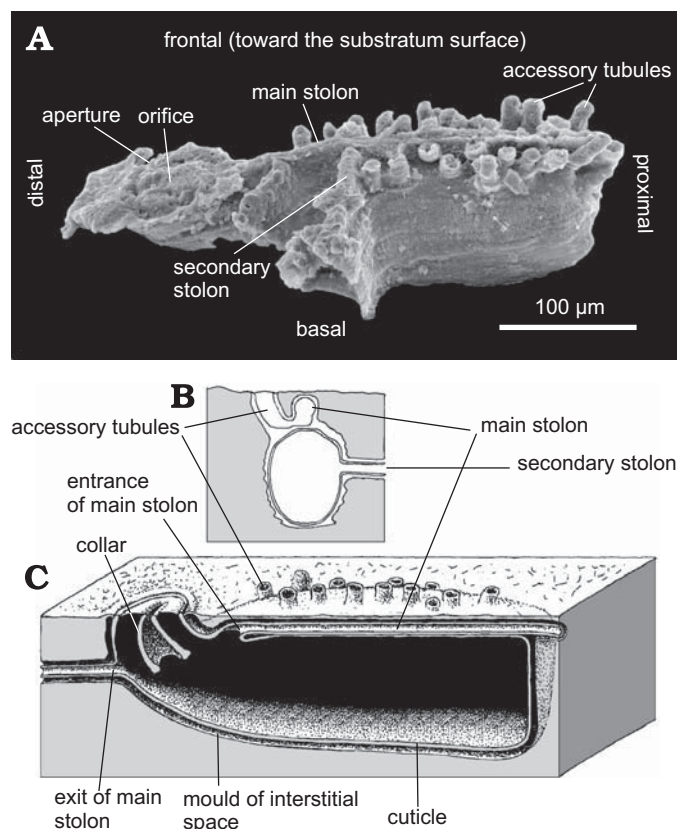 A
frontal (toward the substratum surface)
accessory tubules
main stolon
aperture orifice
distal
proximal
secondary
stolon
100 µm
basal
B
accessory tubules
main stolon
secondary stolon
entrance
of main stolon
collar
C
exit of main
stolon
mould of interstitial
space
cuticle